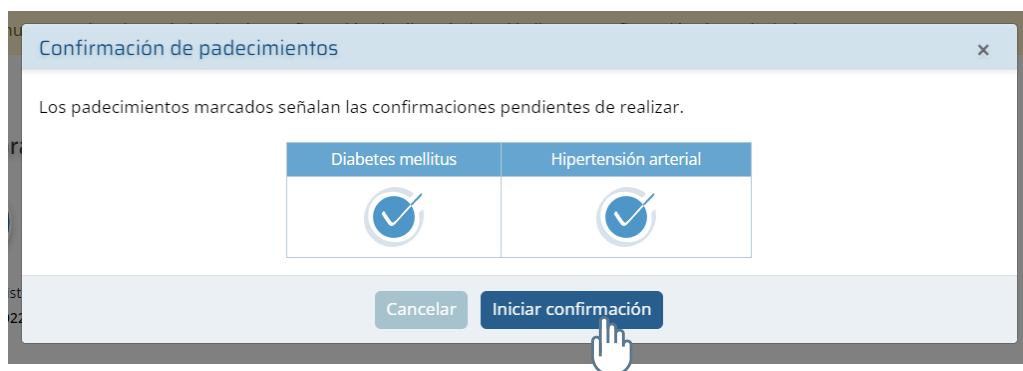 Confirmación de padecimientos
×
Los padecimientos marcados señalan las confirmaciones pendientes de realizar.
Diabetes mellitus Hipertensión arterial
Cancelar Iniciar confirmación